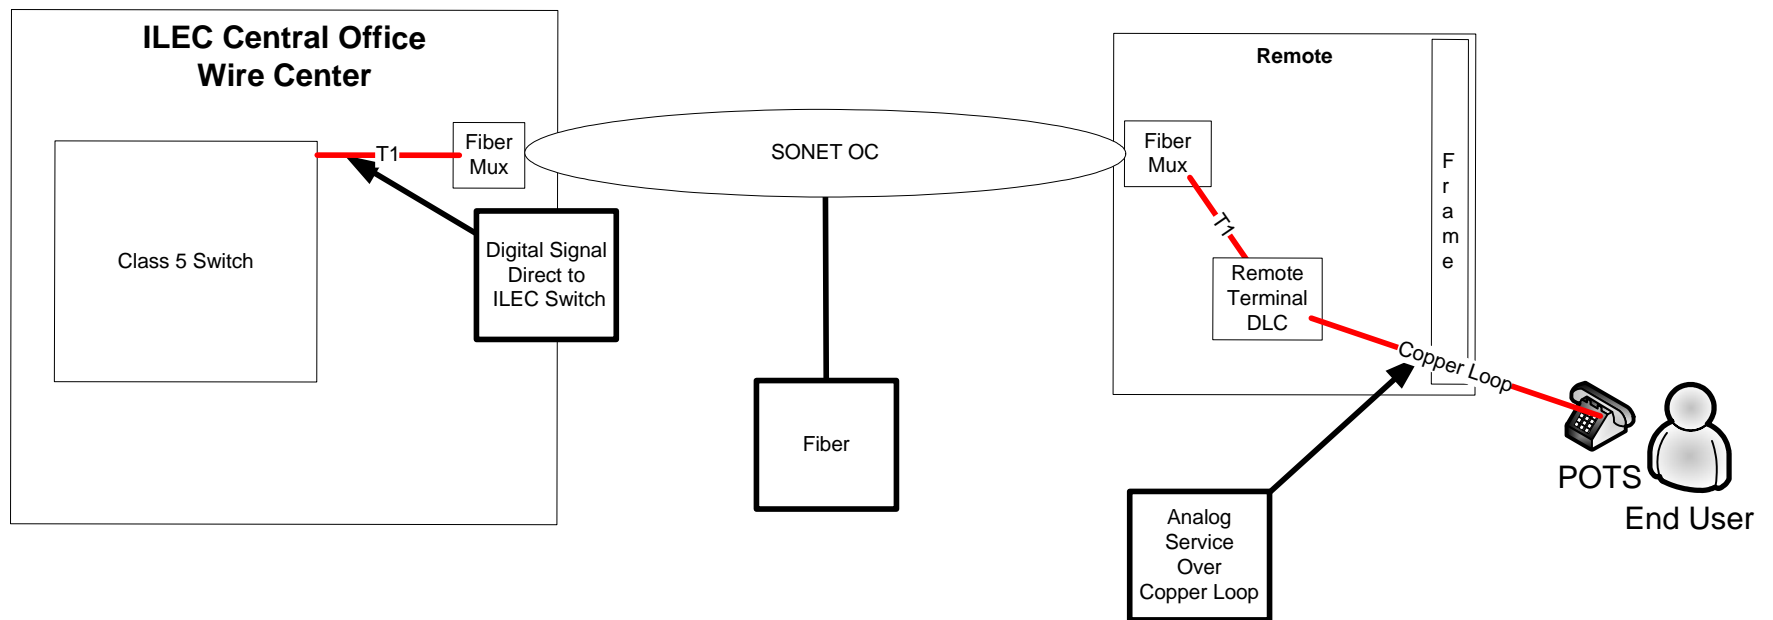 ILEC Central Office
Wire Center
Class 5 Switch
T1
Fiber
Mux
Digital Signal
Direct to
ILEC Switch
SONET OC
Fiber
Remote
Fiber
Mux
T1
Remote
Terminal
DLC
F
r
a
m
e
Copper Loop
Analog
Service
Over
Copper Loop
POTS
End User